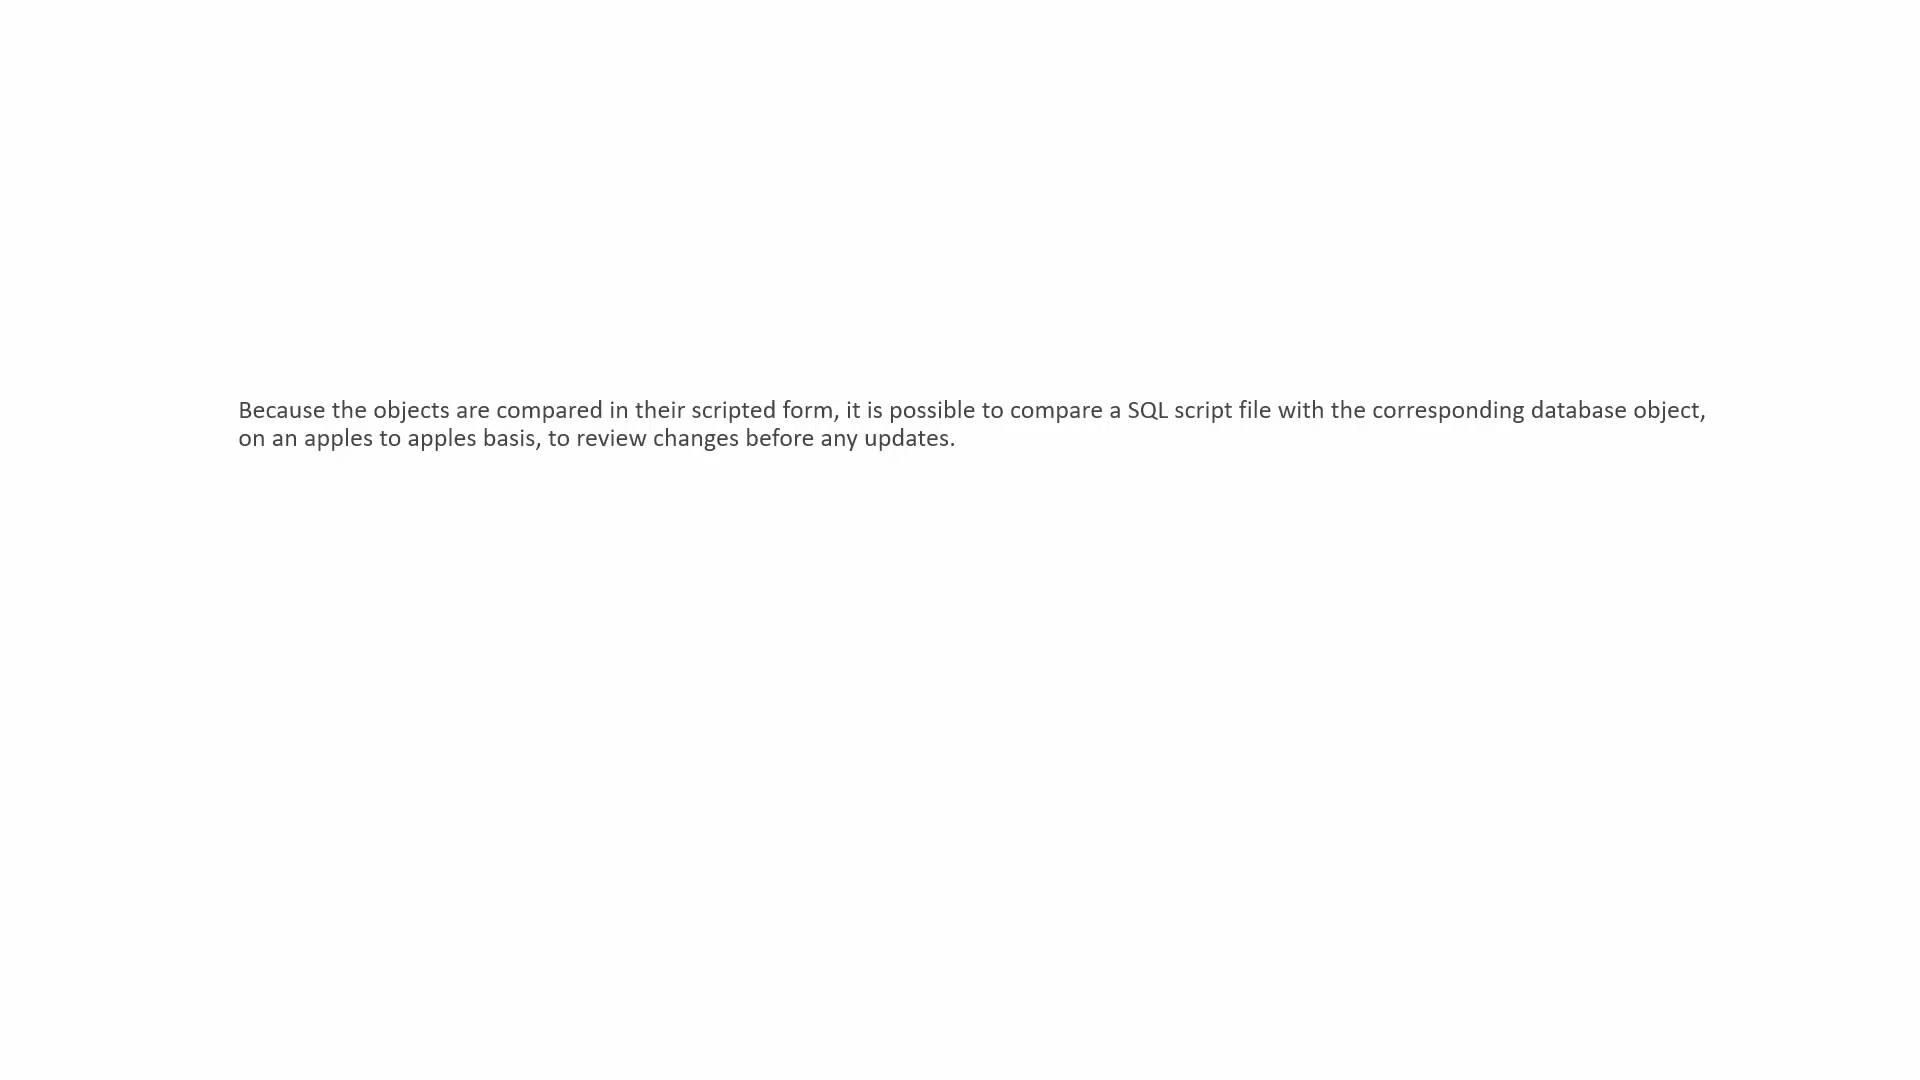 Because the objects are compared in their scripted form, it is possible to compare a SQL script file with the corresponding database object,
on an apples to apples basis, to review changes before any updates.